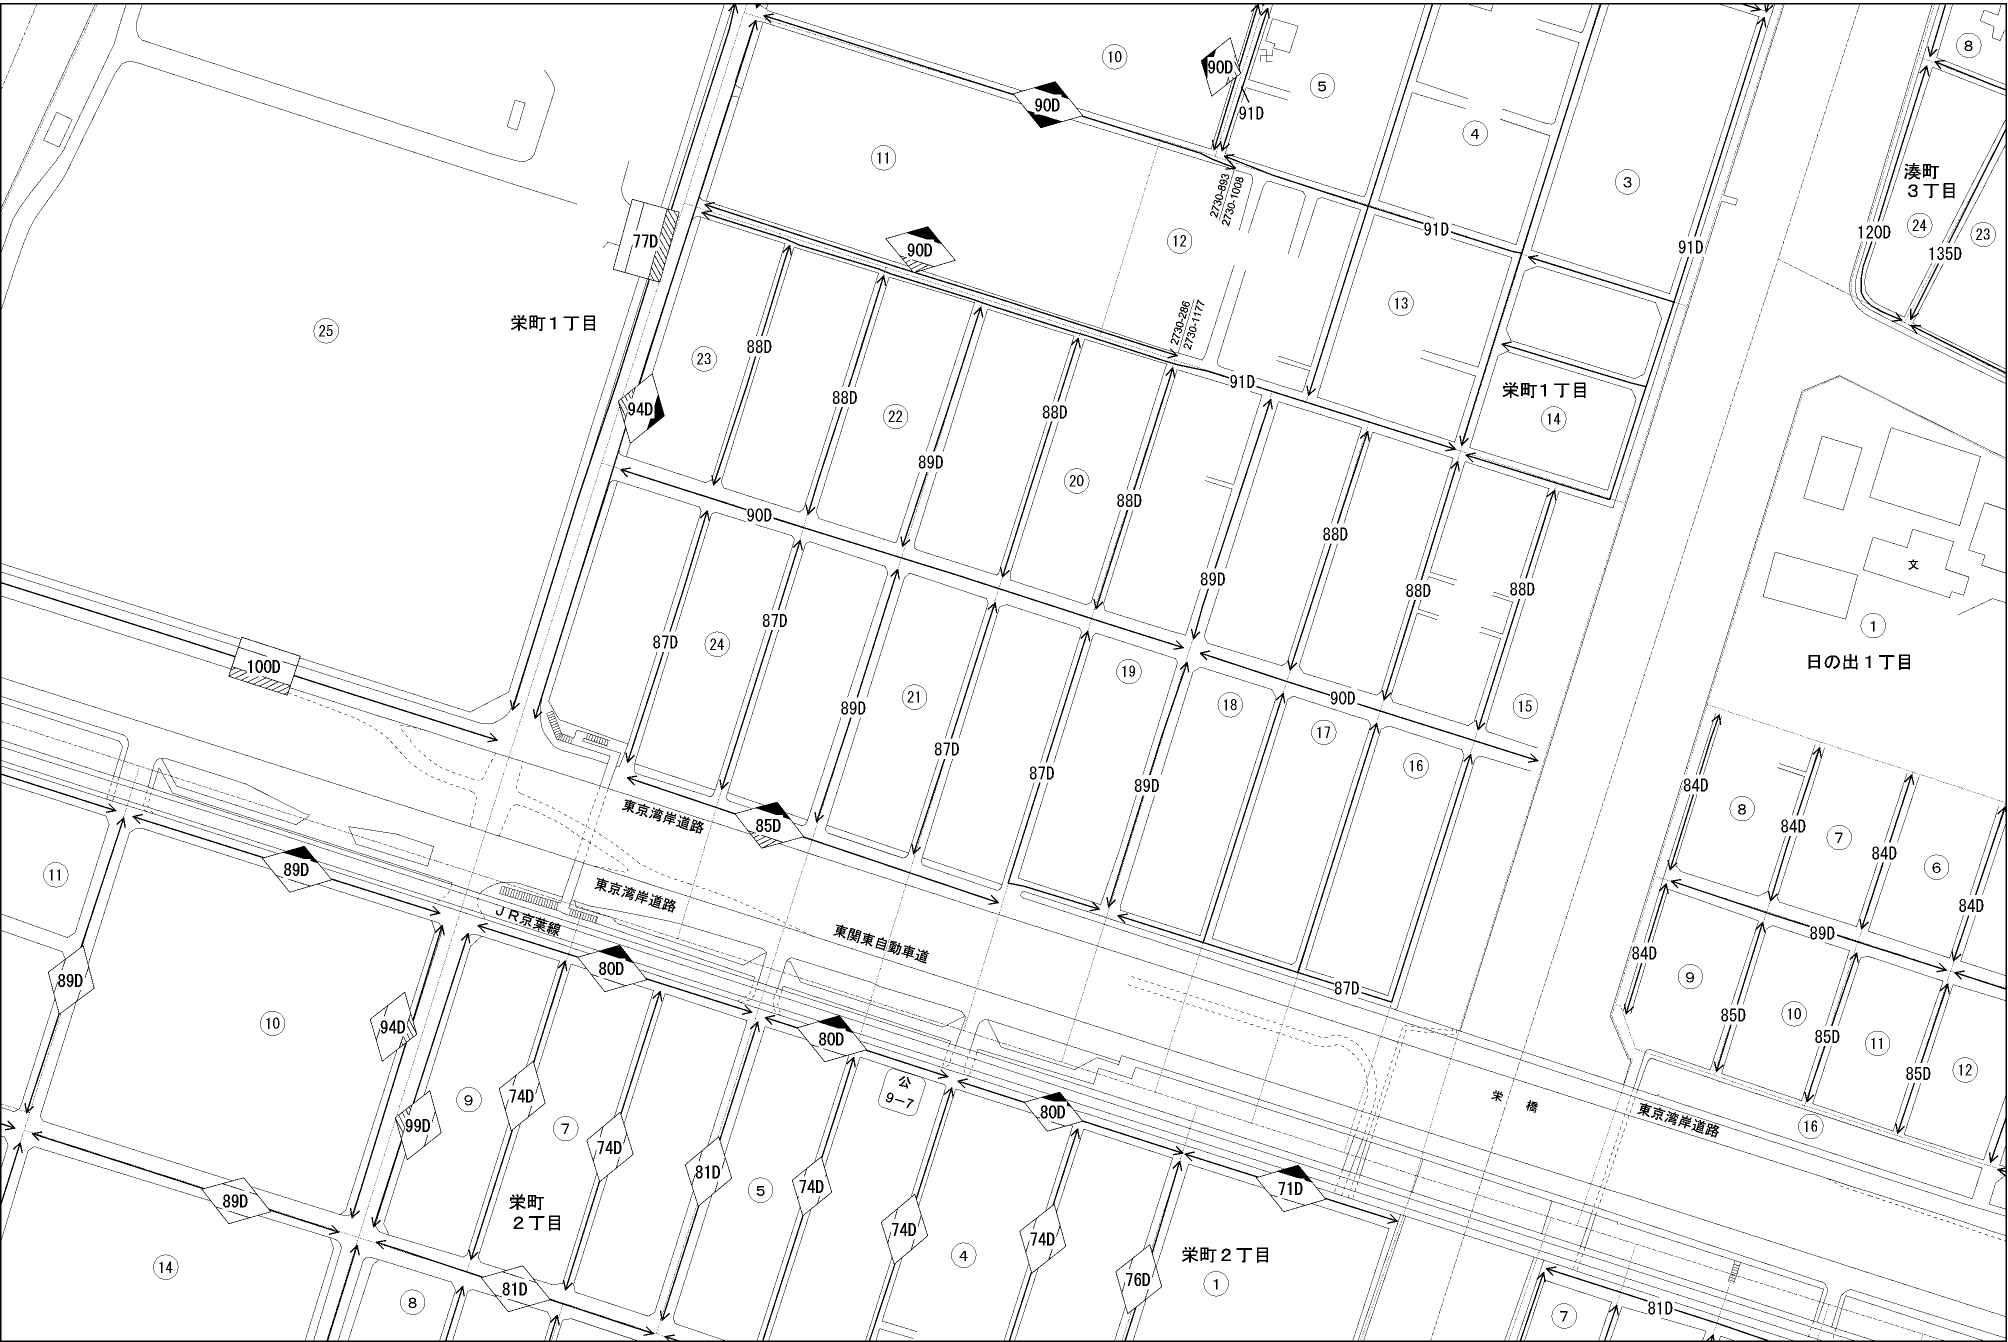 ⑩
90D
90D
91D
⑤
④
③
⑧
湊町
３丁目
⑪
2730-893
2730-1008
⑫
91D
91D
120D
㉔
135D
㉓
77D
90D
㉕
栄町１丁目
㉓
88D
88D
㉒
89D
88D
⑳
88D
2730-286
2730-1177
91D
⑬
栄町１丁目
⑭
94D
90D
89D
88D
88D
88D
文
①
日の出１丁目
100D
87D
㉔
87D
89D
㉑
87D
87D
⑲
89D
⑱
90D
⑰
⑯
⑮
東京湾岸道路
85D
84D
⑧
84D
⑦
84D
⑥
84D
⑪
89D
東京湾岸道路
ＪＲ京葉線
東関東自動車道
87D
89D
84D
⑨
85D
⑩
85D
⑪
85D
⑫
89D
80D
80D
公
9-7
80D
栄橋
東京湾岸道路
⑯
⑩
94D
99D
⑨
74D
⑦
74D
81D
⑤
74D
74D
④
74D
76D
71D
栄町２丁目
①
89D
栄町
２丁目
⑭
⑧
81D
⑦
81D